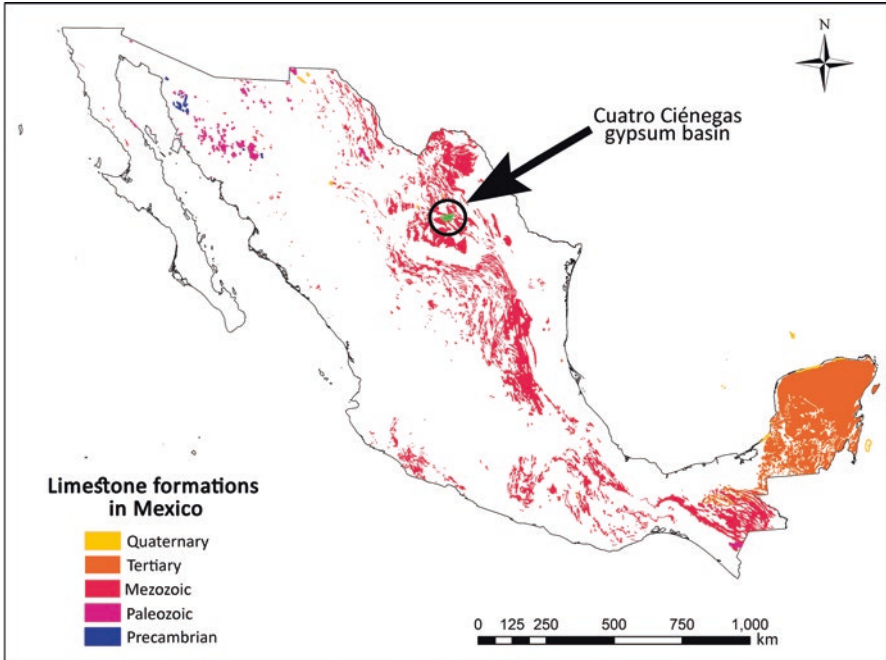 N
Cuatro Ciénegas
gypsum basin
Limestone formations
in Mexico
Quaternary
Tertiary
Mezozoic
Paleozoic
Precambrian
0 125 250 500 750 1,000
km